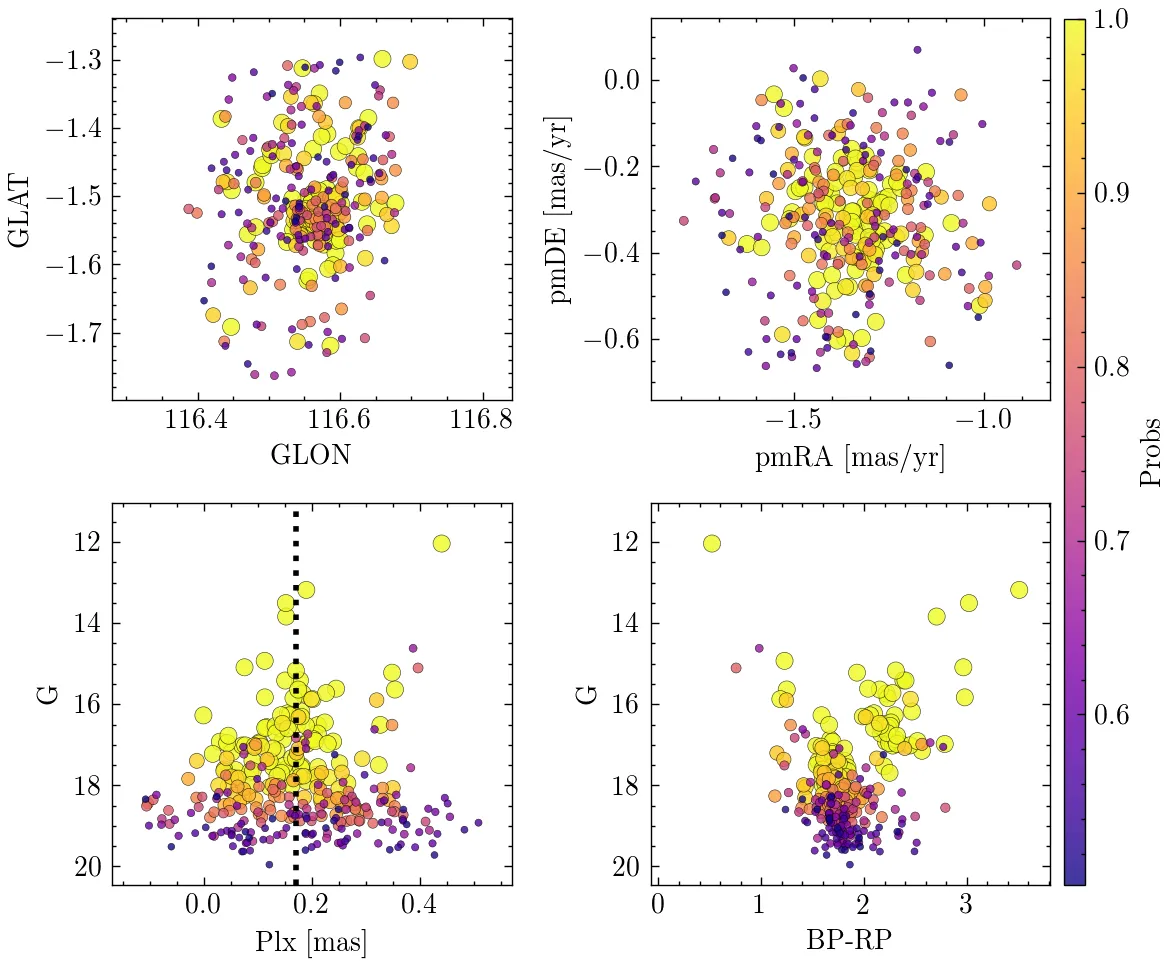 −1.3
−1.4
−1.5
−1.6
−1.7
GLAT
116.4 116.6 116.8
GLON
0.0
−0.2
−0.4
−0.6
pmDE [mas/yr]
−1.5 −1.0
pmRA [mas/yr]
12
14
16
18
20
G
0.0 0.2 0.4
Plx [mas]
12
14
16
18
20
G
0 1 2 3
BP-RP
1.0
0.9
0.8
0.7
0.6
Probs